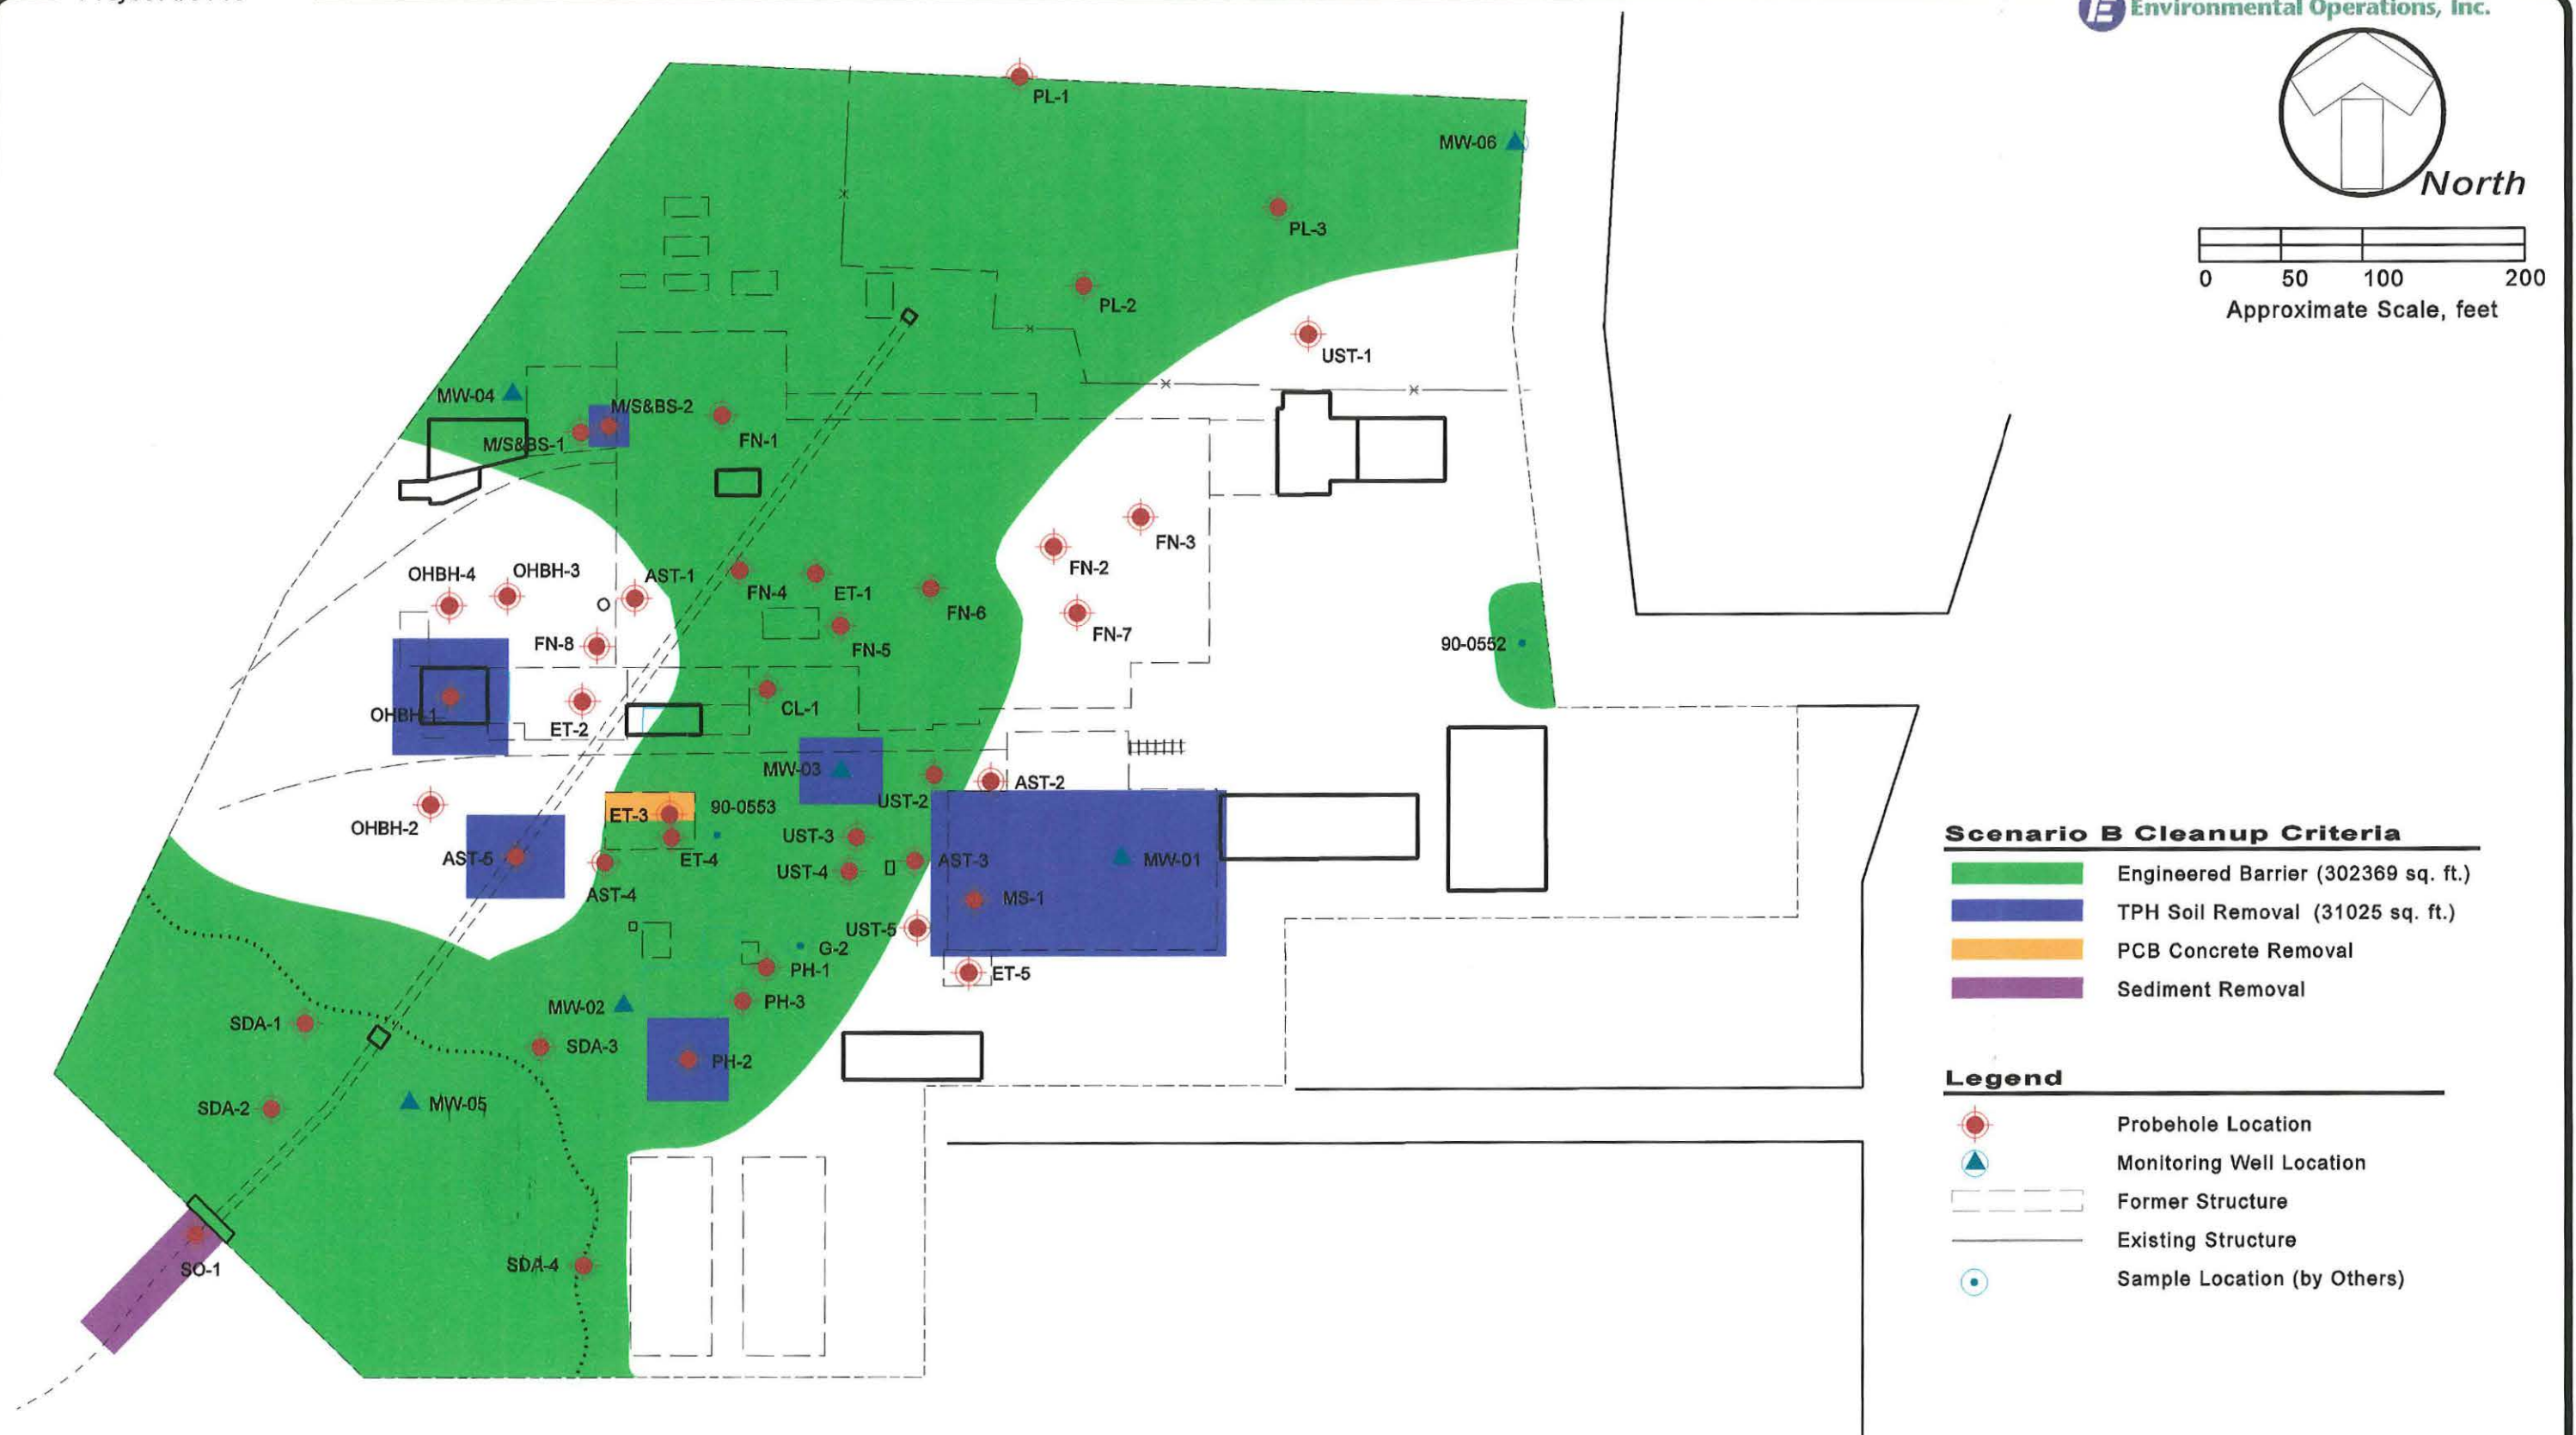 Environmental Operations, Inc.
North
0 50 100 200
Approximate Scale, feet
PL-1
MW-06
PL-3
PL-2
UST-1
MW-04
M/S&BS-2
M/S&BS-1
FN-1
FN-3
FN-2
OHBH-4
OHBH-3
AST-1
FN-4
ET-1
FN-6
FN-7
FN-8
FN-5
90-0552
OHBH-1
ET-2
CL-1
MW-03
UST-2
AST-2
OHBH-2
ET-3
90-0553
UST-3
AST-5
ET-4
UST-4
AST-3
MW-01
AST-4
MS-1
UST-5
G-2
PH-1
ET-5
MW-02
PH-3
SDA-1
SDA-3
PH-2
SDA-2
MW-05
SO-1
SDA-4
Scenario B Cleanup Criteria
Engineered Barrier (302369 sq. ft.)
TPH Soil Removal (31025 sq. ft.)
PCB Concrete Removal
Sediment Removal
Legend
Probehole Location
Monitoring Well Location
Former Structure
Existing Structure
Sample Location (by Others)